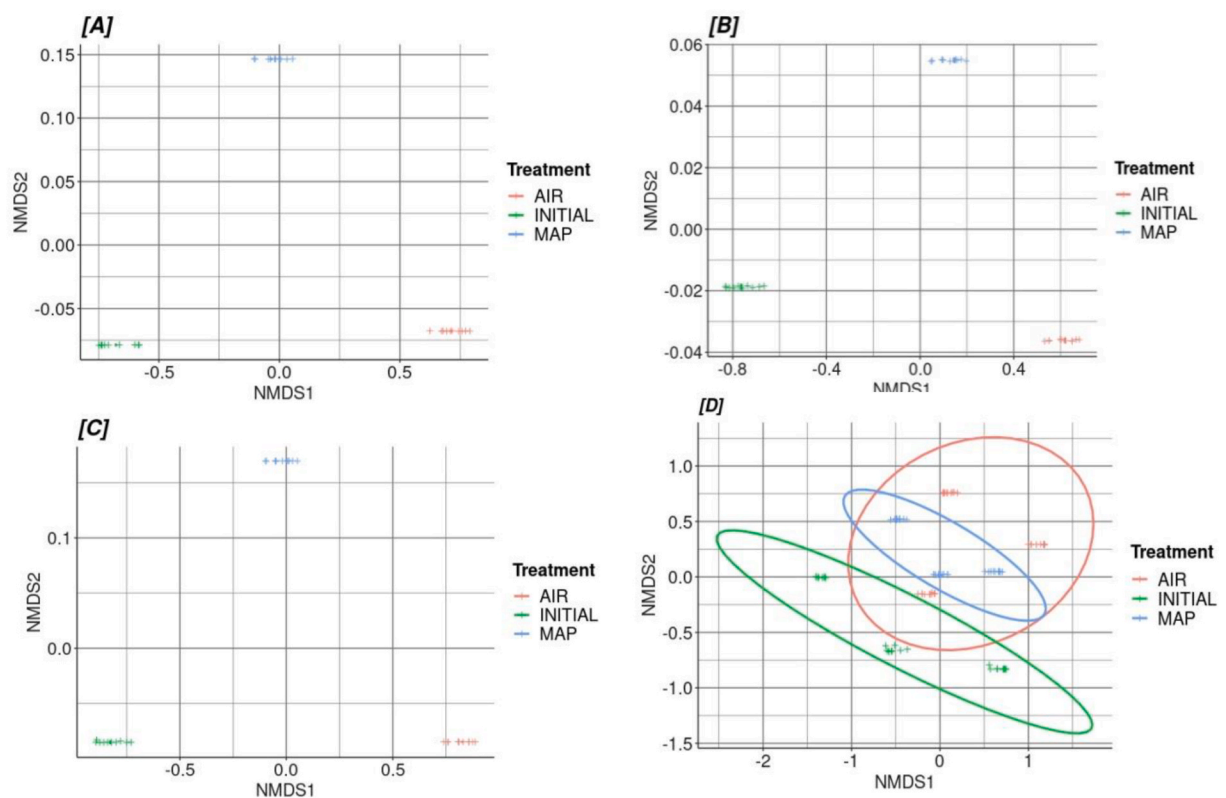 [A]
0.15
0.10
0.05
0.00
-0.05
NMDS2
-0.5
0.0
0.5
NMDS1
Treatment
AIR
INITIAL
MAP
[B]
0.06
0.04
0.02
0.00
-0.02
-0.04
NMDS2
-0.8
-0.4
0.0
0.4
NMDS1
Treatment
AIR
INITIAL
MAP
[C]
0.1
0.0
NMDS2
-0.5
0.0
0.5
NMDS1
Treatment
AIR
INITIAL
MAP
[D]
1.0
0.5
0.0
-0.5
-1.0
-1.5
NMDS2
-2
-1
0
1
NMDS1
Treatment
AIR
INITIAL
MAP